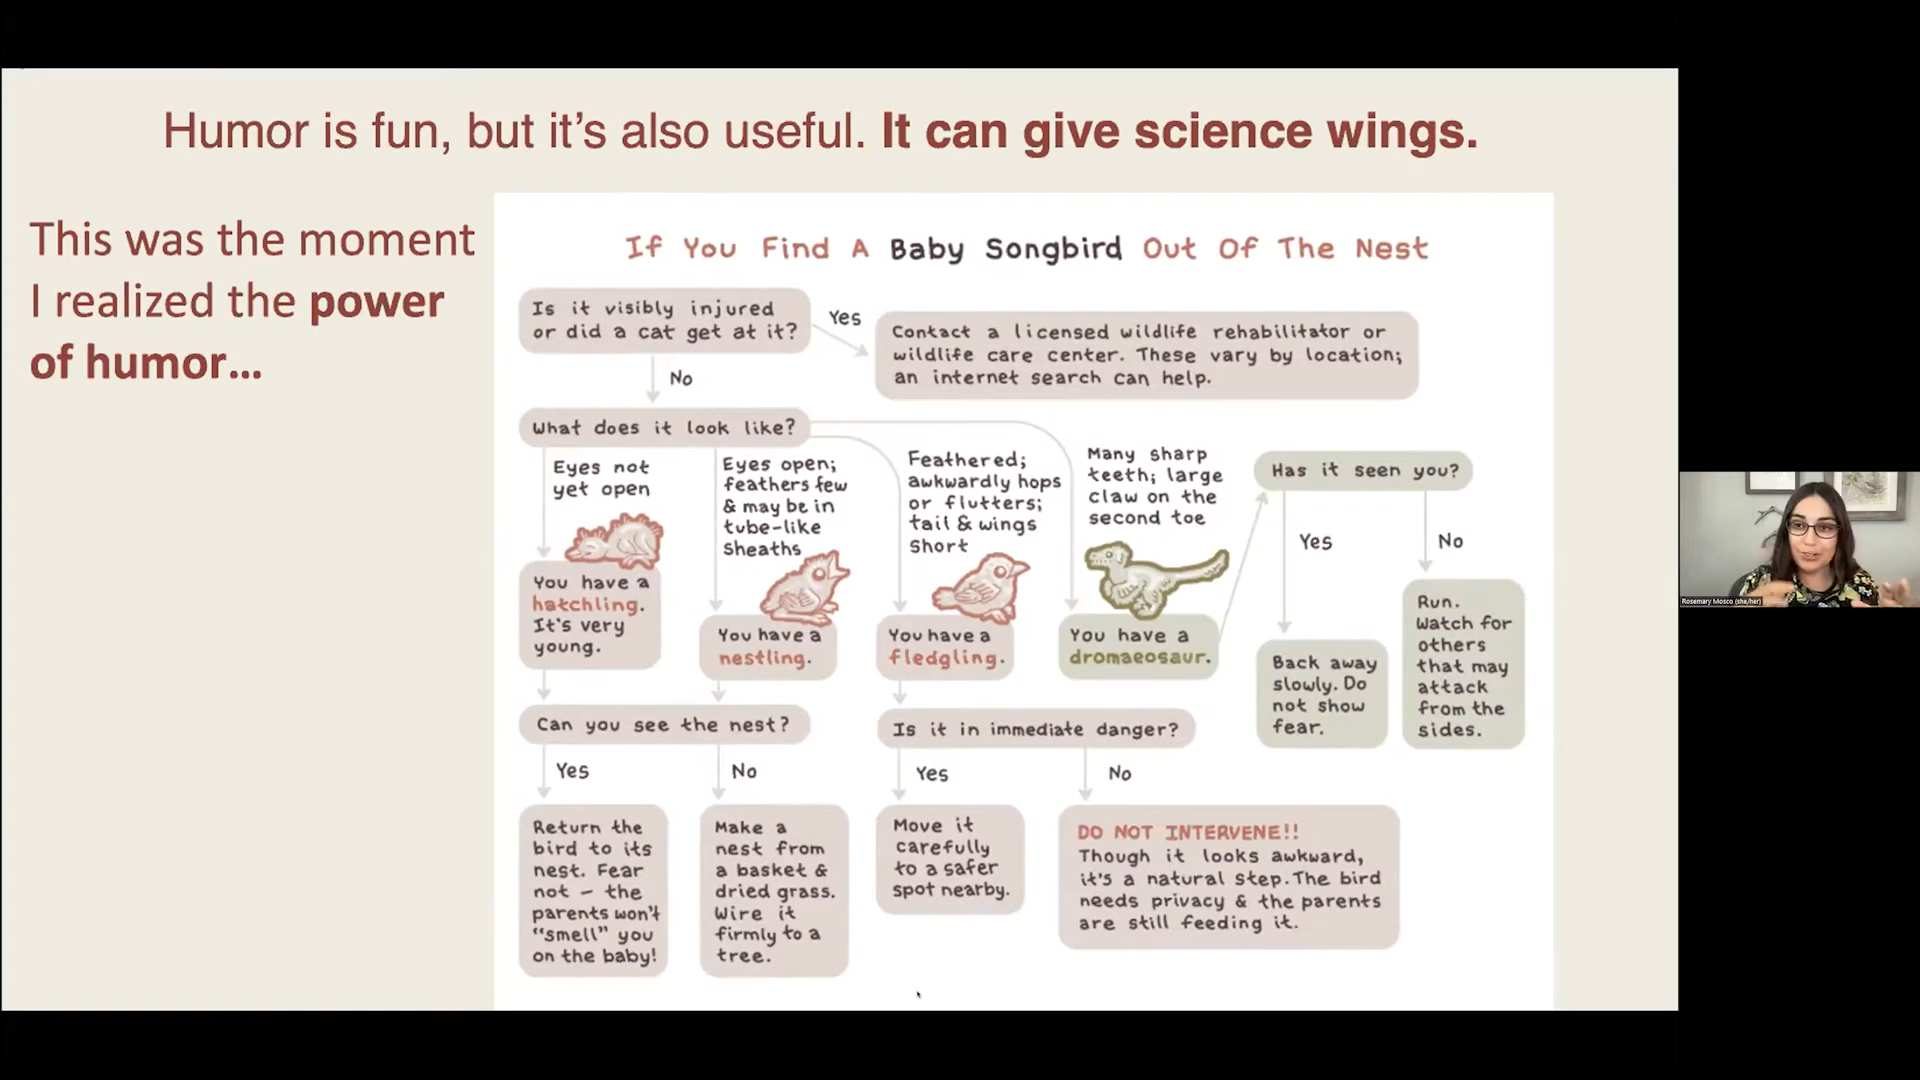 Humor is fun, but it's also useful. It can give science wings.
This was the moment
I realized the power
of humor...
If You Find A Baby Songbird Out Of The Nest
Is it visibly injured
or did a cat get at it?
Yes
Contact a licensed wildlife rehabilitator or
wildlife care center. These vary by location;
an internet search can help.
No
What does it look like?
Eyes not
yet open
Eyes open;
feathers few
& may be in
tube-like
sheaths
Feathered;
awkwardly hops
or flutters;
tail & wings
short
Many sharp
teeth; large
claw on the
second toe
Has it seen you?
Yes
No
You have a
hatchling.
It's very
young.
You have a
nestling.
You have a
fledgling.
You have a
dromaeosaur.
Back away
slowly. Do
not show
fear.
Run.
Watch for
others
that may
attack
from the
sides.
Can you see the nest?
Yes
No
Is it in immediate danger?
Yes
No
Return the
bird to its
nest. Fear
not – the
parents won't
"smell" you
on the baby!
Make a
nest from
a basket &
dried grass.
Wire it
firmly to a
tree.
Move it
carefully
to a safer
spot nearby.
DO NOT INTERVENE!!
Though it looks awkward,
it's a natural step. The bird
needs privacy & the parents
are still feeding it.
Rosemary Mosco (she/her)